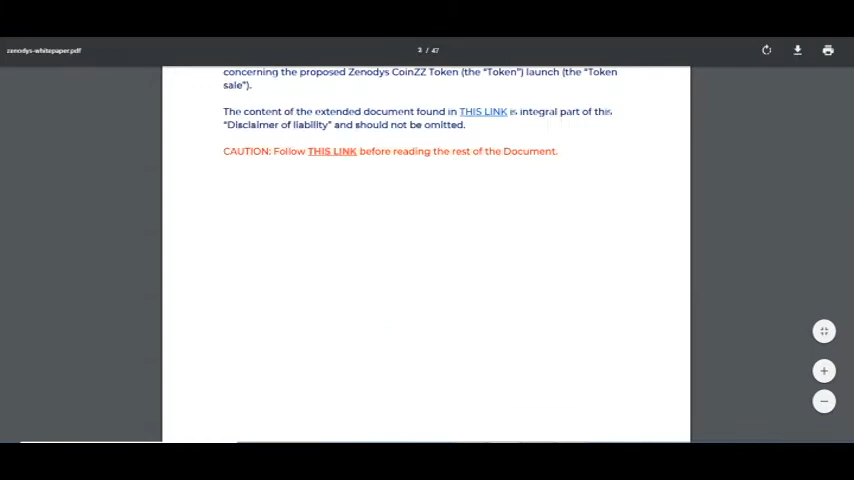 zenodys-whitepaper.pdf
3 / 47
concerning the proposed Zenodys CoinZZ Token (the “Token”) launch (the “Token
sale”).
The content of the extended document found in THIS LINK is integral part of this
“Disclaimer of liability” and should not be omitted.
CAUTION: Follow THIS LINK before reading the rest of the Document.